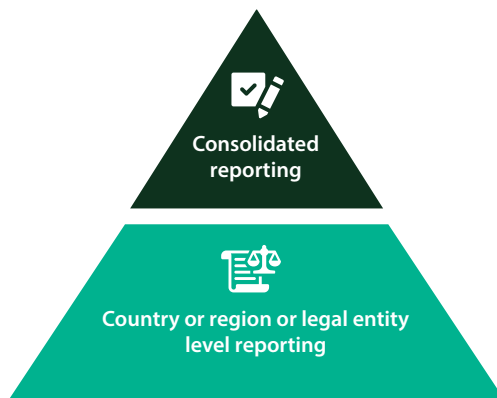 Consolidated
reporting
Country or region or legal entity
level reporting